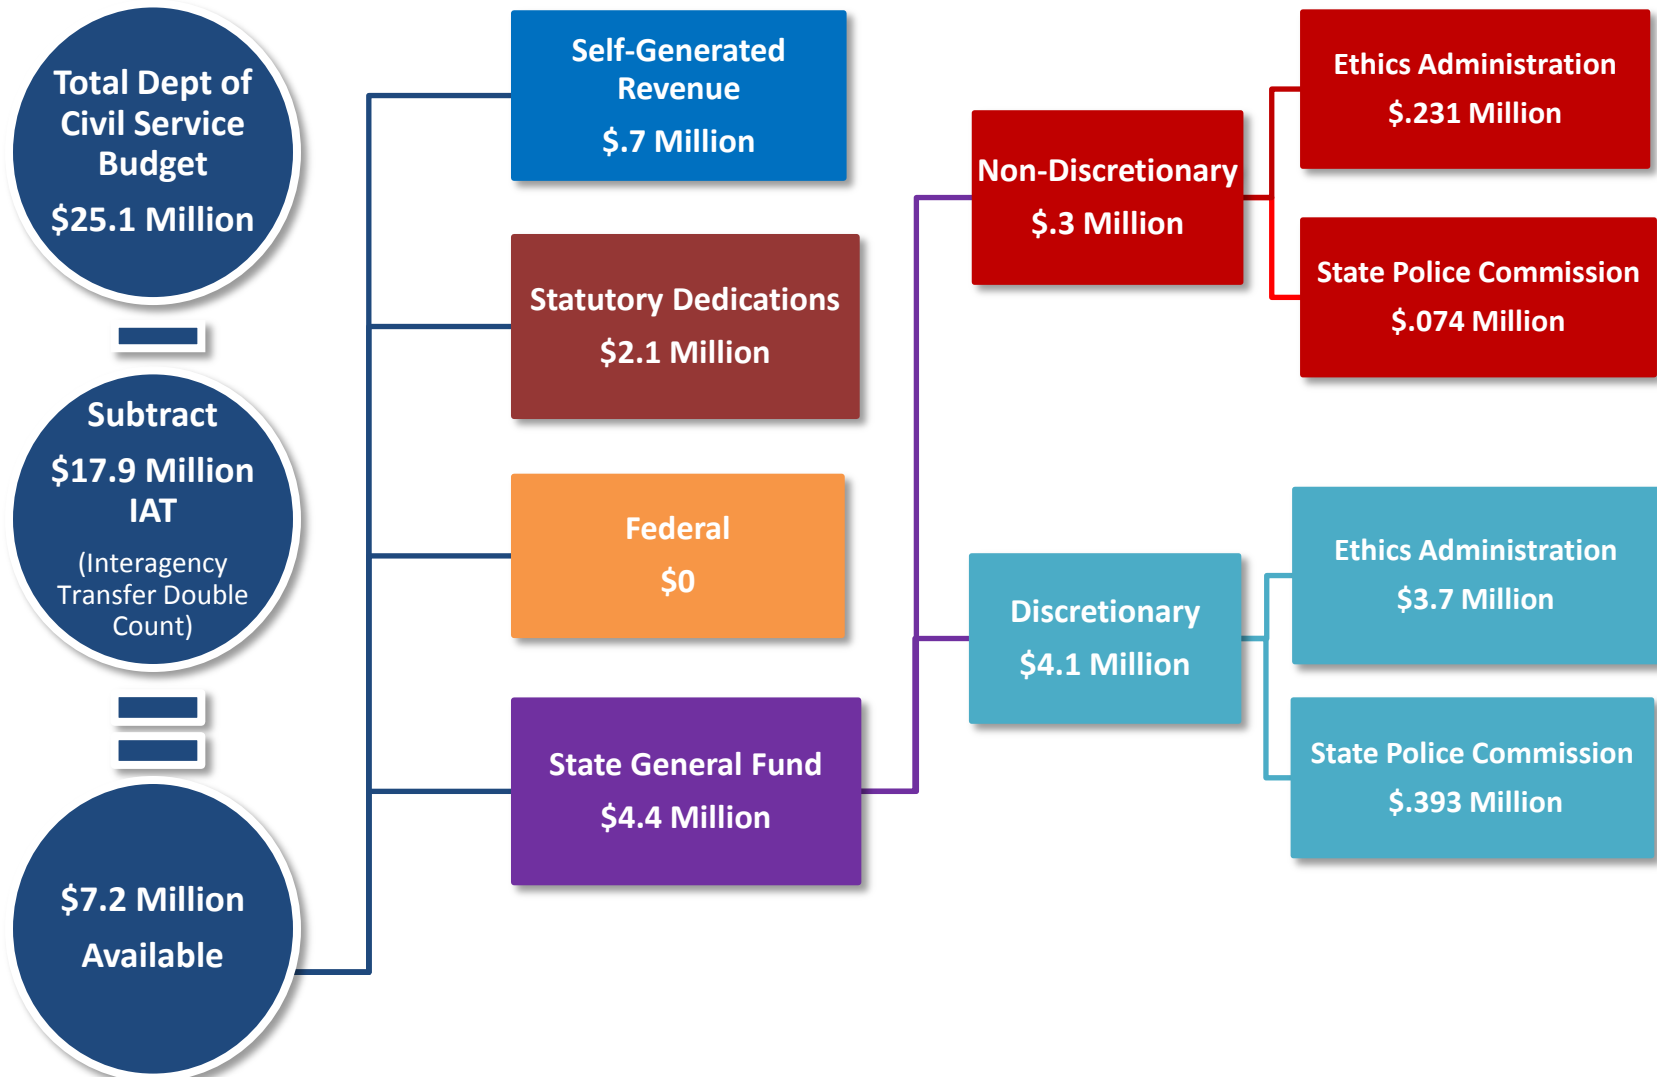 Total Dept of
Civil Service
Budget
$25.1 Million
Subtract
$17.9 Million
IAT
(Interagency
Transfer Double
Count)
$7.2 Million
Available
Self-Generated
Revenue
$.7 Million
Statutory Dedications
$2.1 Million
Federal
$0
State General Fund
$4.4 Million
Non-Discretionary
$.3 Million
Discretionary
$4.1 Million
Ethics Administration
$.231 Million
State Police Commission
$.074 Million
Ethics Administration
$3.7 Million
State Police Commission
$.393 Million